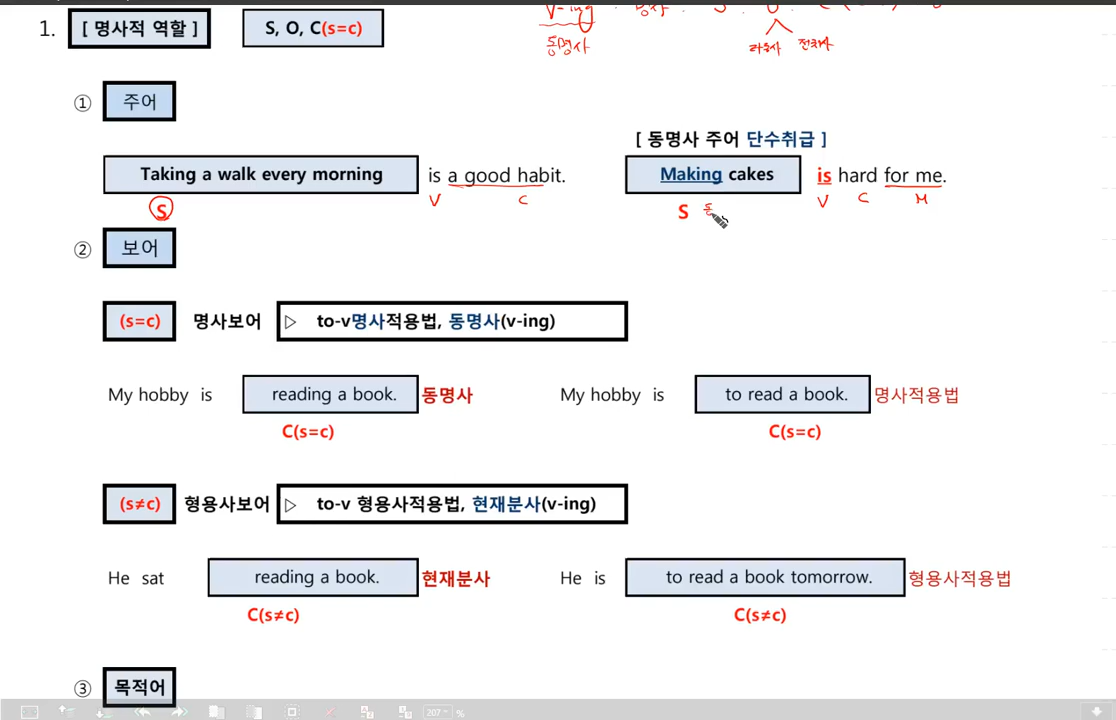 v-ing
동명사
명사
S
O
C
타동사 전치사
1. [ 명사적 역할 ] S, O, C(s=c)
① 주어
[ 동명사 주어 단수취급 ]
Taking a walk every morning is a good habit. Making cakes is hard for me.
S V C S V C M
② 보어
(s=c) 명사보어 ▷ to-v명사적용법, 동명사(v-ing)
My hobby is reading a book. 동명사 My hobby is to read a book. 명사적용법
C(s=c) C(s=c)
(s≠c) 형용사보어 ▷ to-v 형용사적용법, 현재분사(v-ing)
He sat reading a book. 현재분사 He is to read a book tomorrow. 형용사적용법
C(s≠c) C(s≠c)
③ 목적어
207 %